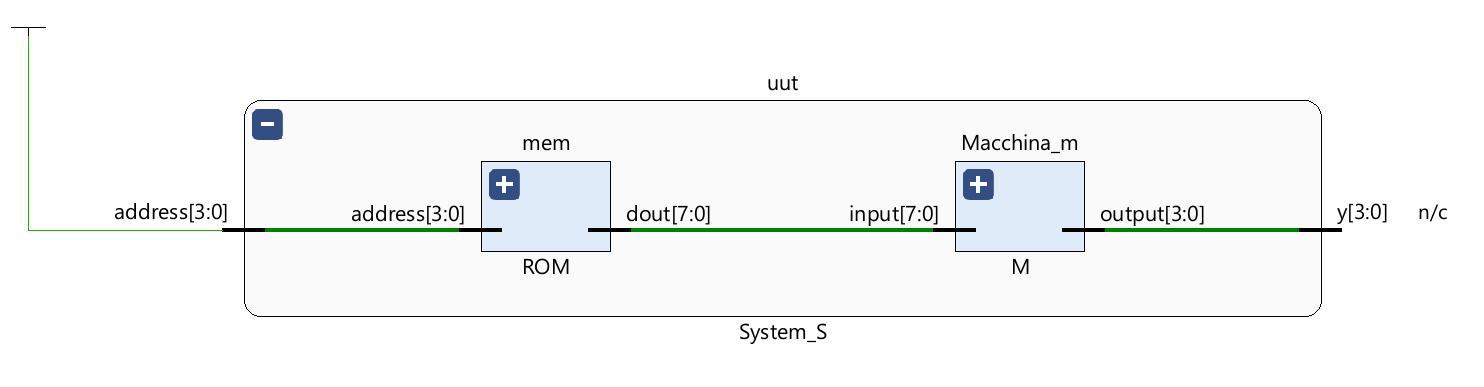 uut
mem
Macchina_m
address[3:0]
address[3:0]
dout[7:0]
input[7:0]
output[3:0]
y[3:0]
n/c
ROM
M
System_S